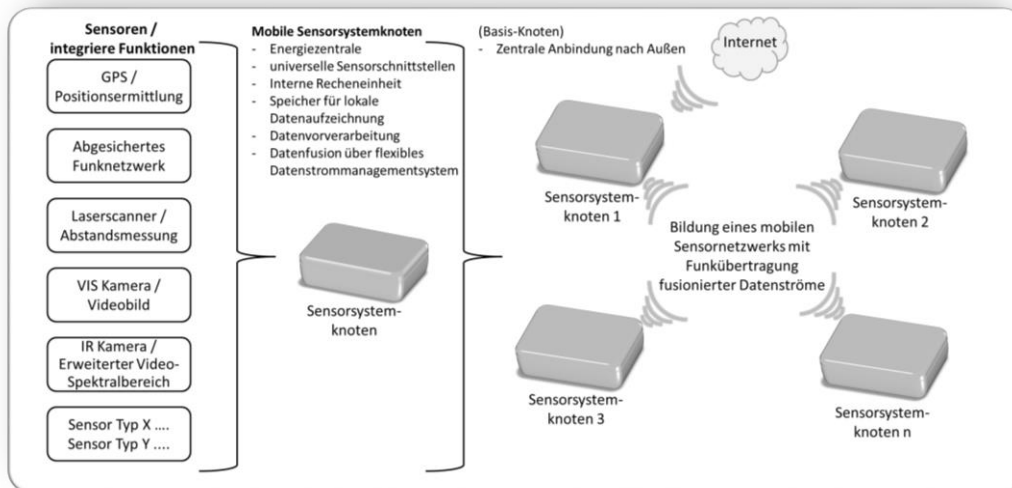 Sensoren /
integriere Funktionen
GPS /
Positionsermittlung
Abgesichertes
Funknetzwerk
Laserscanner /
Abstandsmessung
VIS Kamera /
Videobild
IR Kamera /
Erweiterter Video-
Spektralbereich
Sensor Typ X ....
Sensor Typ Y ....
Mobile Sensorsystemknoten
- Energiezentrale
- universelle Sensorschnittstellen
- Interne Recheneinheit
- Speicher für lokale
Datenaufzeichnung
- Datenvorverarbeitung
- Datenfusion über flexibles
Datenstrommanagementsystem
Sensorsystem-
knoten
(Basis-Knoten)
- Zentrale Anbindung nach Außen
Internet
Sensorsystem-
knoten 1
Sensorsystem-
knoten 2
Bildung eines mobilen
Sensornetzwerks mit
Funkübertragung
fusionierter Datenströme
Sensorsystem-
knoten 3
Sensorsystem-
knoten n